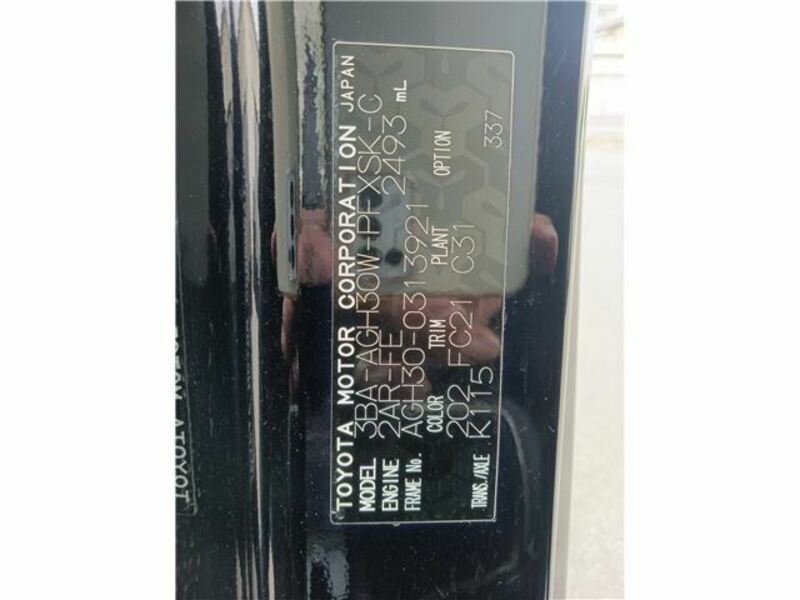 TOYOTA MOTOR CORPORATION JAPAN
MODEL 3BA-AGH30W-PFXSK-C
ENGINE 2AR-FE 2493 mL
FRAME No. AGH30-0313921
COLOR TRIM PLANT OPTION
202 FC21 C31
TRANS./AXLE K115 337